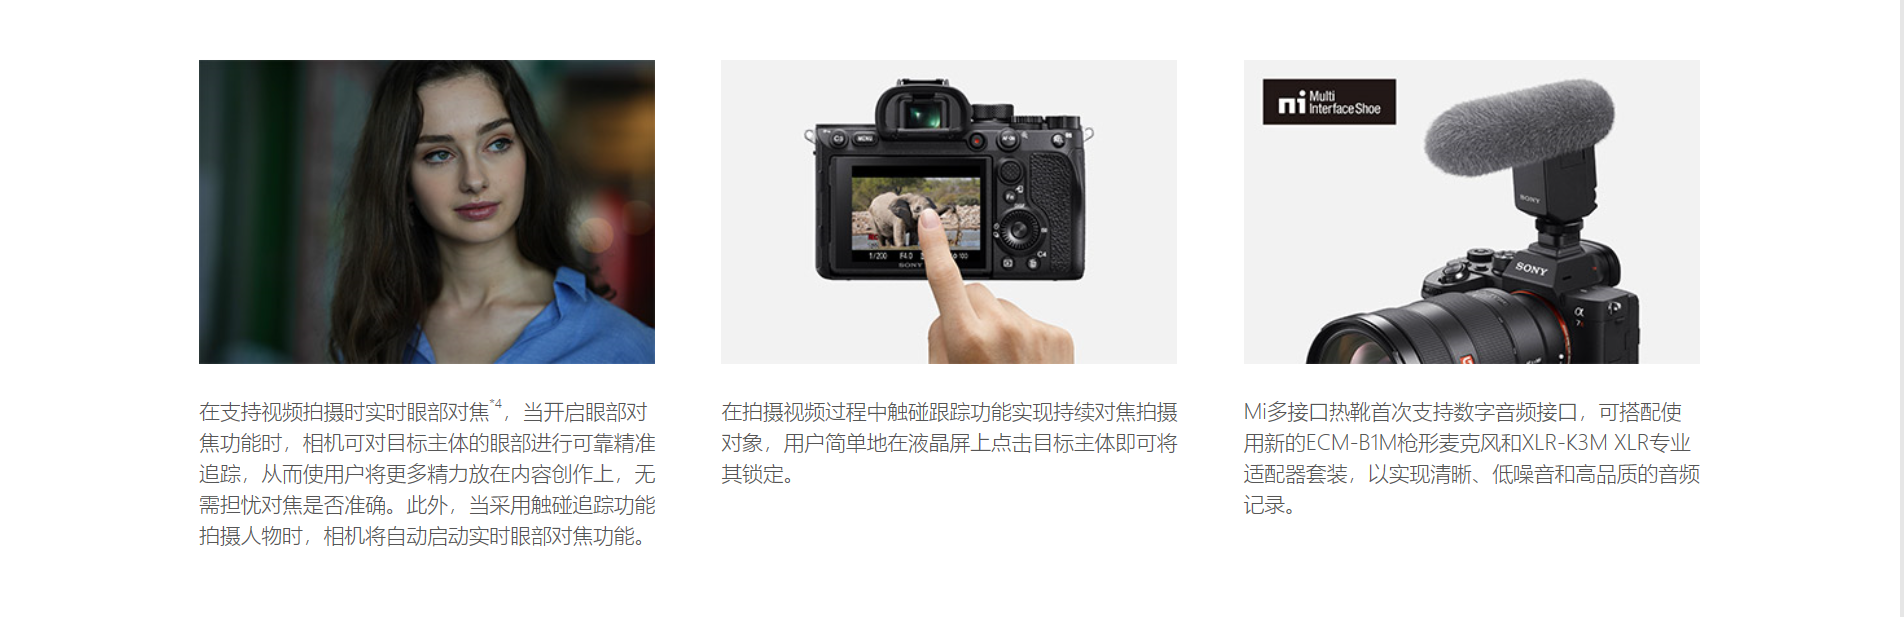 在支持视频拍摄时实时眼部对焦*4，当开启眼部对
焦功能时，相机可对目标主体的眼部进行可靠精准
追踪，从而使用户将更多精力放在内容创作上，无
需担忧对焦是否准确。此外，当采用触碰追踪功能
拍摄人物时，相机将自动启动实时眼部对焦功能。
C3
MENU
1/200 F4.0
100
SONY
Fn
C4
在拍摄视频过程中触碰跟踪功能实现持续对焦拍摄
对象，用户简单地在液晶屏上点击目标主体即可将
其锁定。
mi Multi
Interface Shoe
SONY
SONY
α
7R
G
Mi多接口热靴首次支持数字音频接口，可搭配使
用新的ECM-B1M枪形麦克风和XLR-K3M XLR专业
适配器套装，以实现清晰、低噪音和高品质的音频
记录。